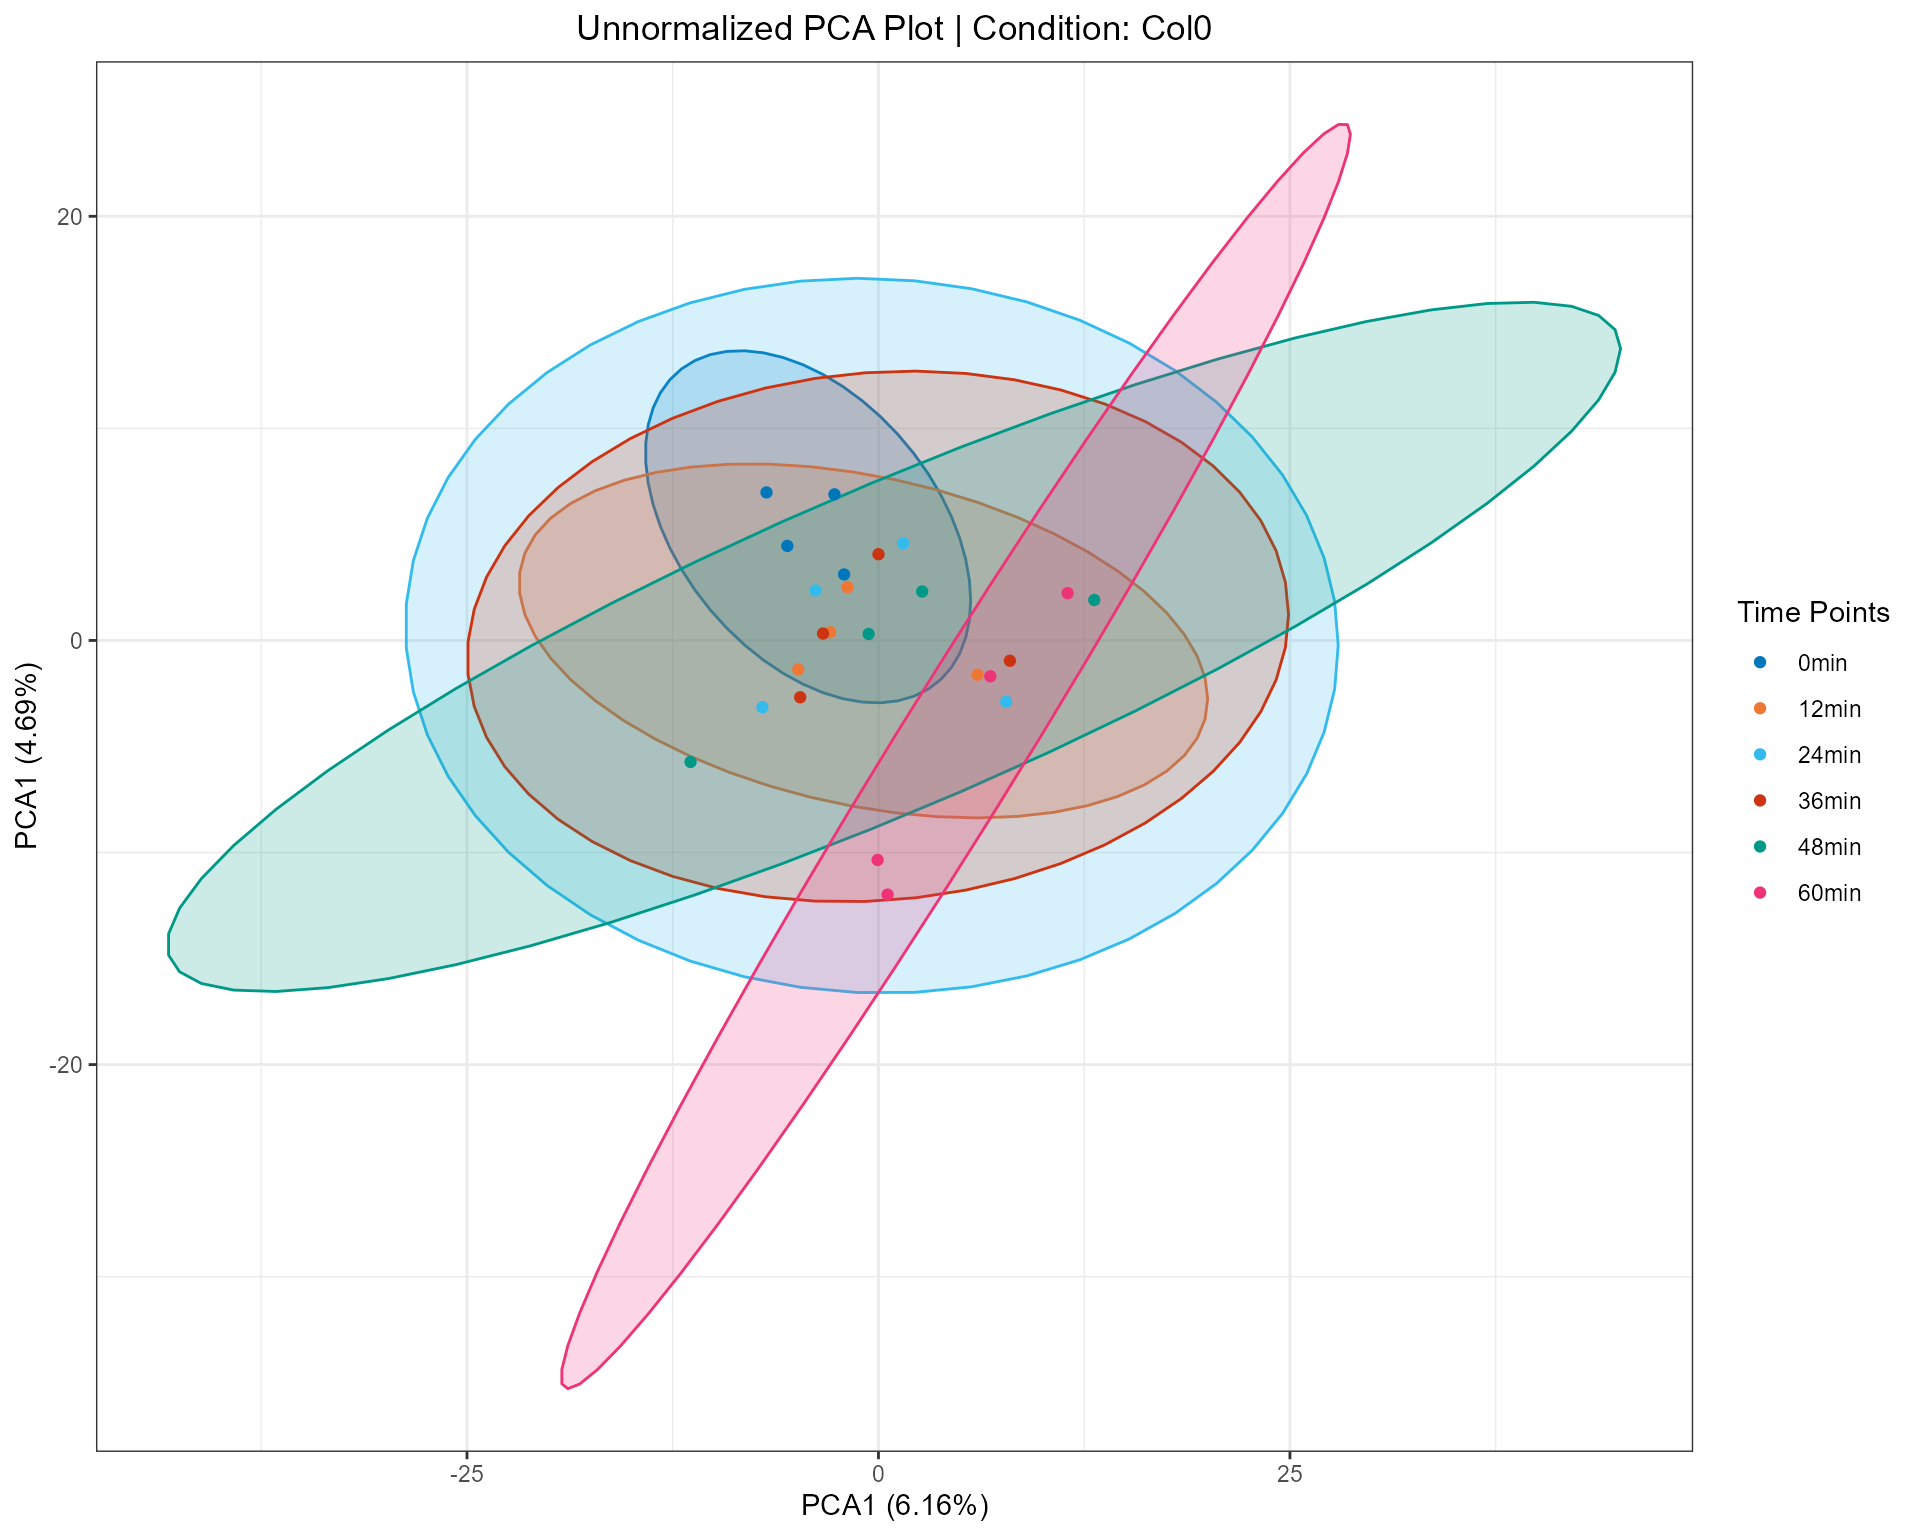 Unnormalized PCA Plot | Condition: Col0
20
0
-20
PCA1 (4.69%)
-25
0
25
PCA1 (6.16%)
Time Points
0min
12min
24min
36min
48min
60min